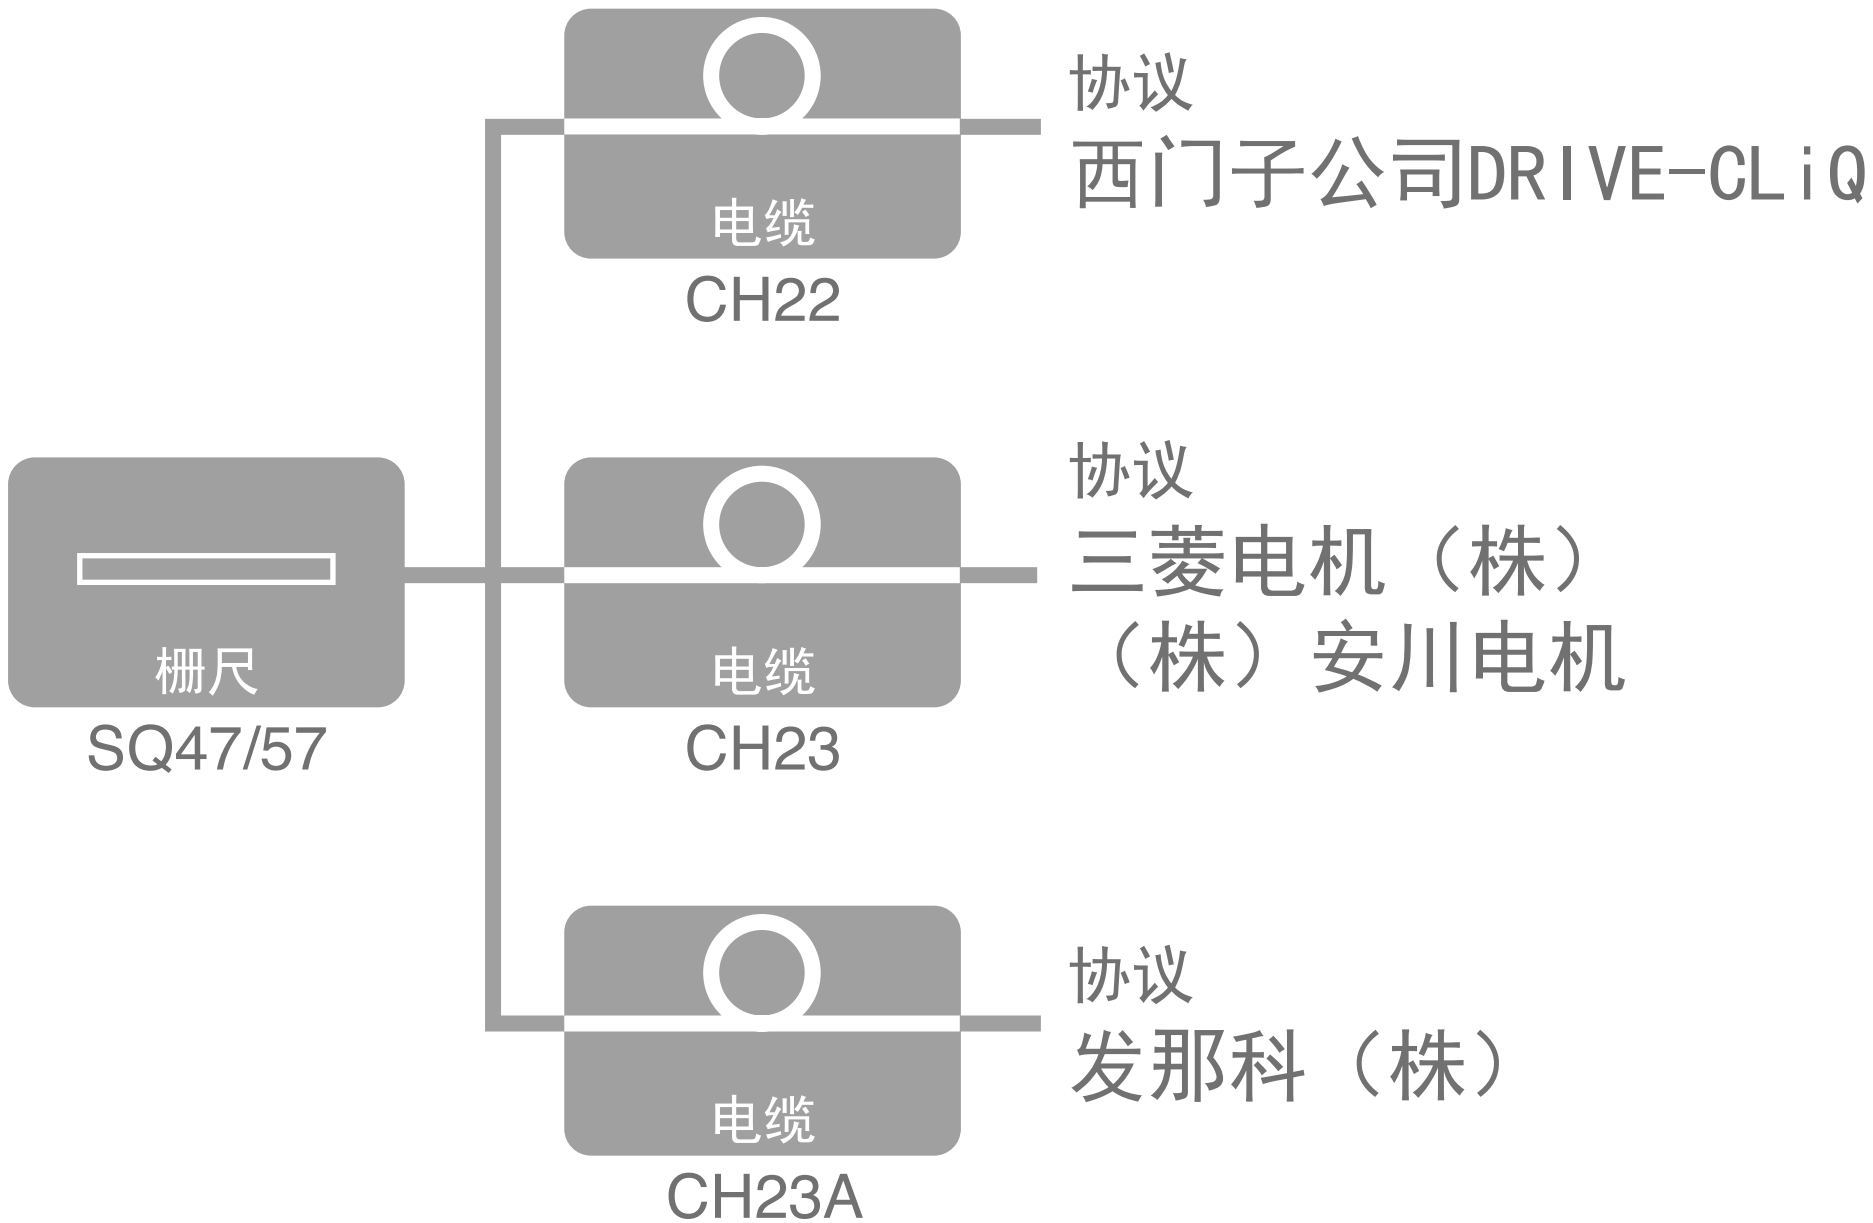 协议
西门子公司DRIVE-CLiQ
电缆
CH22
协议
三菱电机（株）
（株）安川电机
栅尺
SQ47/57
电缆
CH23
协议
发那科（株）
电缆
CH23A